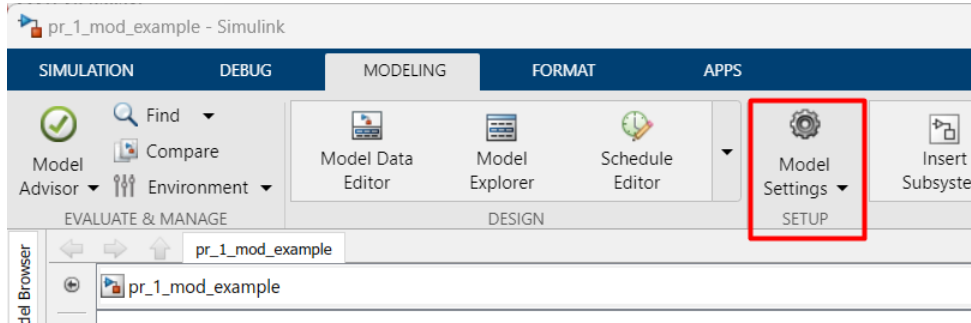 pr_1_mod_example - Simulink
SIMULATION DEBUG MODELING FORMAT APPS
Model Advisor
Find
Compare
Environment
EVALUATE & MANAGE
Model Data Editor
Model Explorer
Schedule Editor
DESIGN
Model Settings
SETUP
Insert
pr_1_mod_example
Browser
pr_1_mod_example